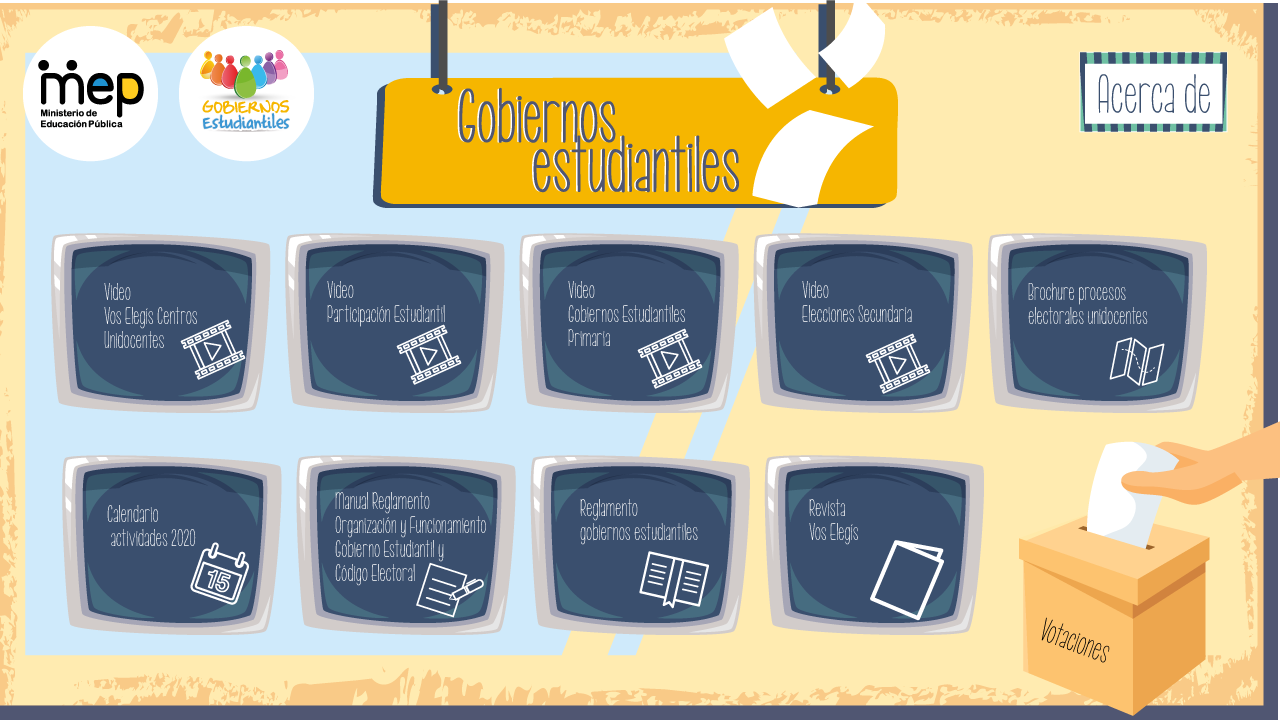 mep
Ministerio de
Educación Pública
GOBIERNOS
Estudiantiles
Gobiernos
estudiantiles
Acerca de
Video
Vos Elegís Centros
Unidocentes
Video
Participación Estudiantil
Video
Gobiernos Estudiantiles
Primaria
Video
Elecciones Secundaria
Brochure procesos
electorales unidocentes
Calendario
actividades 2020
15
Manual Reglamento
Organización y Funcionamiento
Gobierno Estudiantil y
Código Electoral
Reglamento
gobiernos estudiantiles
Revista
Vos Elegís
Votaciones